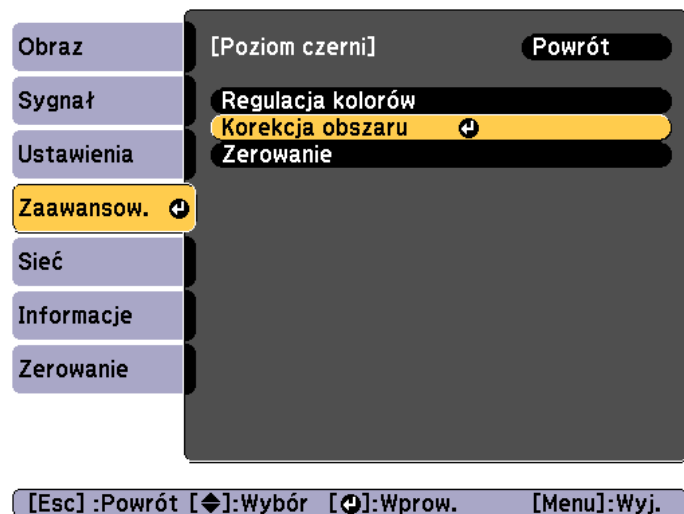 Obraz
Sygnał
Ustawienia
Zaawansow.
Sieć
Informacje
Zerowanie
[Poziom czerni] Powrót
Regulacja kolorów
Korekcja obszaru
Zerowanie
[Esc] :Powrót [◆]:Wybór [↵]:Wprow. [Menu]:Wyj.